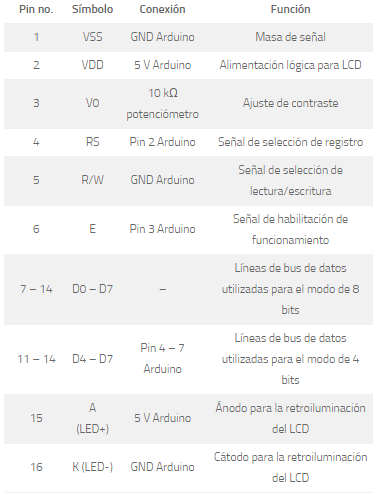 Pin no. Símbolo Conexión Función
1 VSS GND Arduino Masa de señal
2 VDD 5 V Arduino Alimentación lógica para LCD
3 V0 10 kΩ potenciómetro Ajuste de contraste
4 RS Pin 2 Arduino Señal de selección de registro
5 R/W GND Arduino Señal de selección de lectura/escritura
6 E Pin 3 Arduino Señal de habilitación de funcionamiento
7 – 14 D0 – D7 – Líneas de bus de datos utilizadas para el modo de 8 bits
11 – 14 D4 – D7 Pin 4 – 7 Arduino Líneas de bus de datos utilizadas para el modo de 4 bits
15 A (LED+) 5 V Arduino Ánodo para la retroiluminación del LCD
16 K (LED-) GND Arduino Cátodo para la retroiluminación del LCD